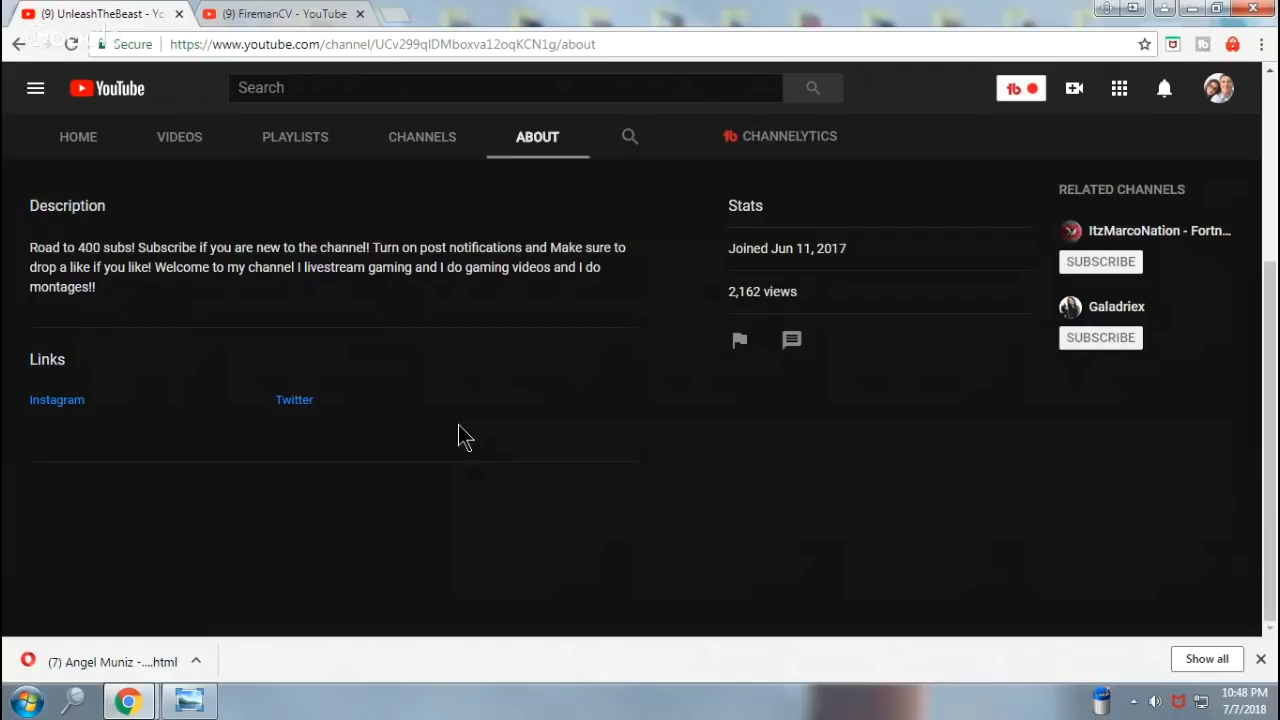 (9) UnleashTheBeast - Yo
(9) FiremanCV - YouTube
Secure
https://www.youtube.com/channel/UCv299qIDMboxva12oqKCN1g/about
YouTube
Search
HOME
VIDEOS
PLAYLISTS
CHANNELS
ABOUT
CHANNELYTICS
Description
Road to 400 subs! Subscribe if you are new to the channel! Turn on post notifications and Make sure to
drop a like if you like! Welcome to my channel I livestream gaming and I do gaming videos and I do
montages!!
Links
Instagram
Twitter
Stats
Joined Jun 11, 2017
2,162 views
RELATED CHANNELS
ItzMarcoNation - Fortn...
SUBSCRIBE
Galadriex
SUBSCRIBE
(7) Angel Muniz -....html
Show all
10:48 PM
7/7/2018